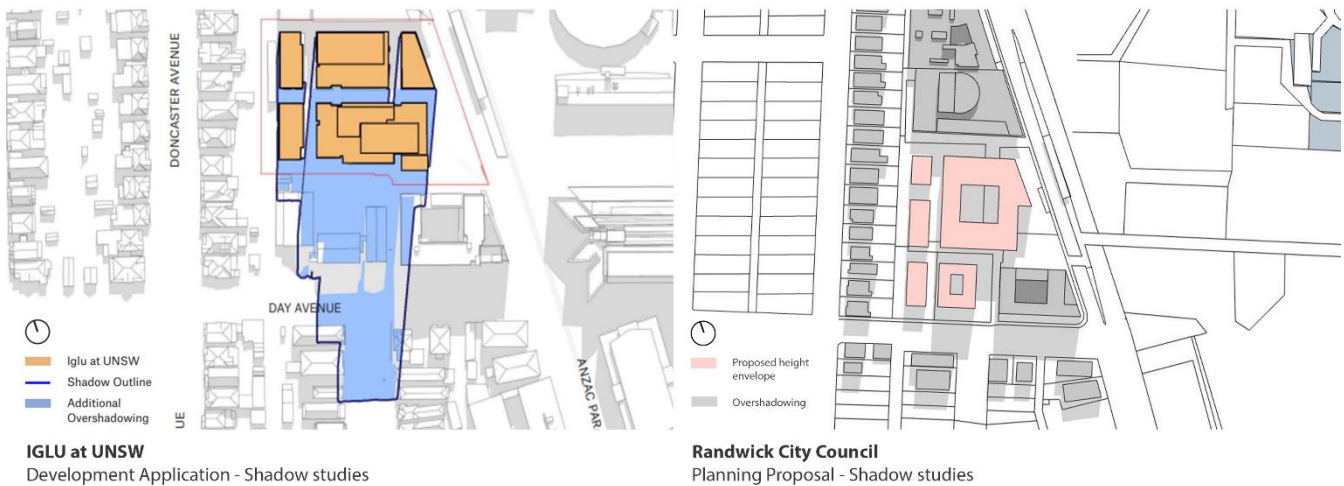 DONCASTER AVENUE
DAY AVENUE
ANZAC PAR
UE
Iglu at UNSW
Shadow Outline
Additional
Overshadowing
IGLU at UNSW
Development Application - Shadow studies
Proposed height
envelope
Overshadowing
Randwick City Council
Planning Proposal - Shadow studies